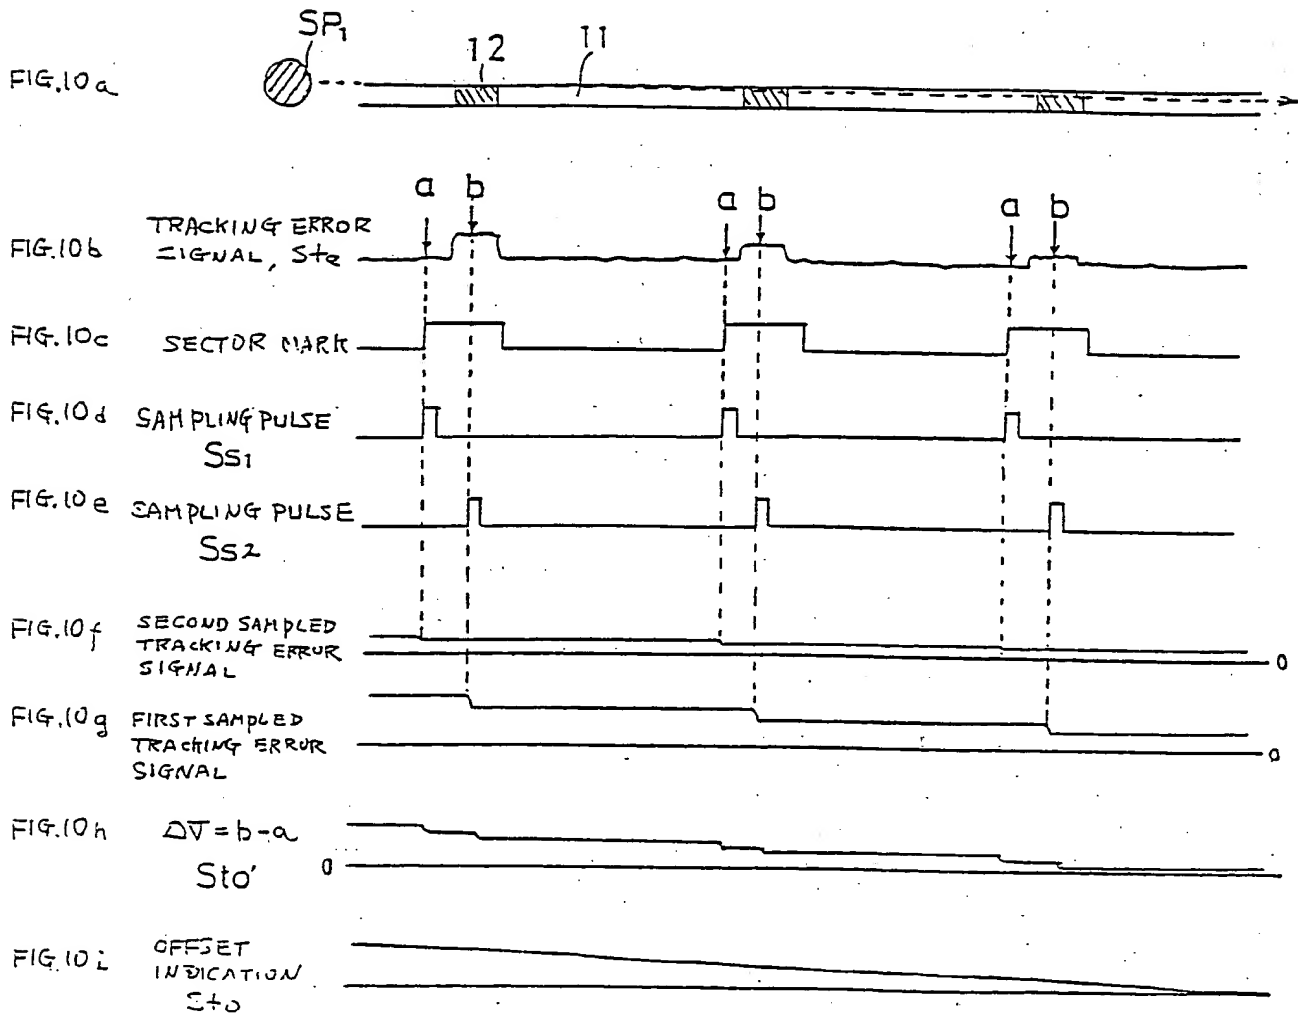 SP1
12
11
FIG.10a
a
b
a
b
a
b
FIG.10b
TRACKING ERROR
SIGNAL, Ste
FIG.10c
SECTOR MARK
FIG.10d
SAMPLING PULSE
Ss1
FIG.10e
SAMPLING PULSE
Ss2
FIG.10f
SECOND SAMPLED
TRACKING ERROR
SIGNAL
0
FIG.10g
FIRST SAMPLED
TRACKING ERROR
SIGNAL
0
FIG.10h
ΔV = b-a
Sto'
0
FIG.10i
OFFSET
INDICATION
Sto